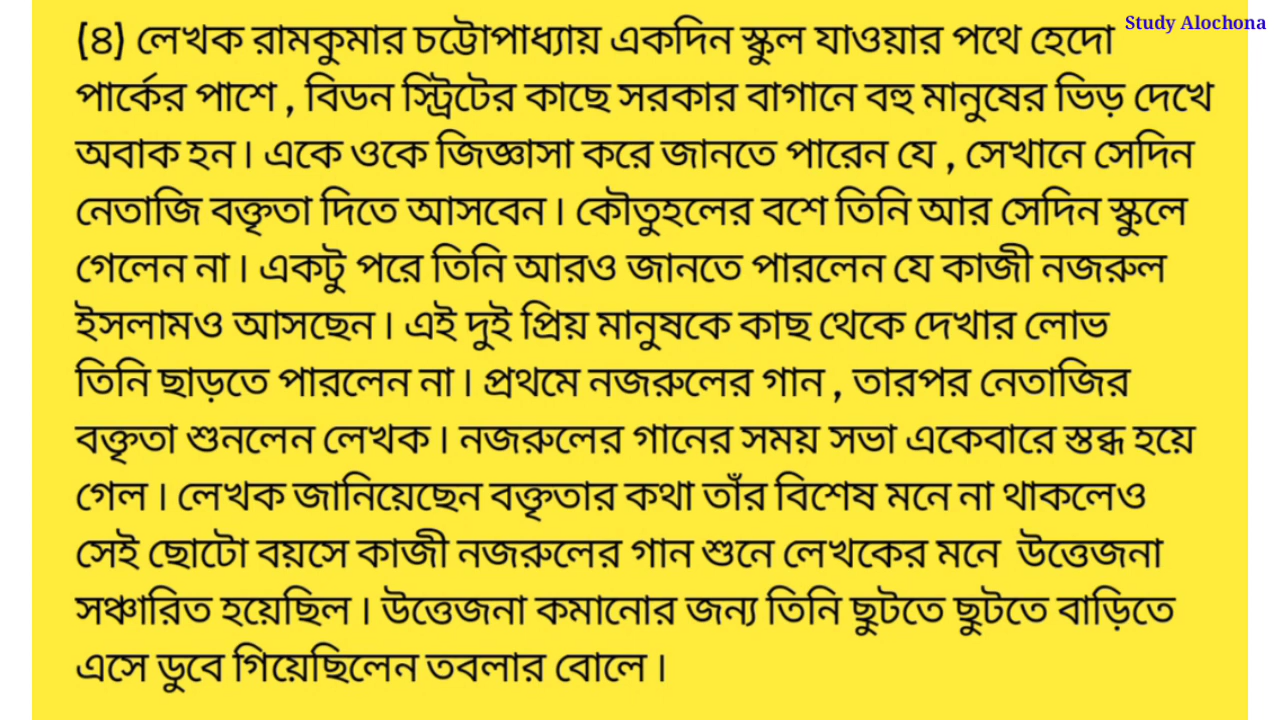 Study Alochona
(৪) লেখক রামকুমার চট্টোপাধ্যায় একদিন স্কুল যাওয়ার পথে হেদো
পার্কের পাশে , বিডন স্ট্রিটের কাছে সরকার বাগানে বহু মানুষের ভিড় দেখে
অবাক হন । একে ওকে জিজ্ঞাসা করে জানতে পারেন যে , সেখানে সেদিন
নেতাজি বক্তৃতা দিতে আসবেন । কৌতুহলের বশে তিনি আর সেদিন স্কুলে
গেলেন না । একটু পরে তিনি আরও জানতে পারলেন যে কাজী নজরুল
ইসলামও আসছেন । এই দুই প্রিয় মানুষকে কাছ থেকে দেখার লোভ
তিনি ছাড়তে পারলেন না । প্রথমে নজরুলের গান , তারপর নেতাজির
বক্তৃতা শুনলেন লেখক । নজরুলের গানের সময় সভা একেবারে স্তব্ধ হয়ে
গেল । লেখক জানিয়েছেন বক্তৃতার কথা তাঁর বিশেষ মনে না থাকলেও
সেই ছোটো বয়সে কাজী নজরুলের গান শুনে লেখকের মনে উত্তেজনা
সঞ্চারিত হয়েছিল । উত্তেজনা কমানোর জন্য তিনি ছুটতে ছুটতে বাড়িতে
এসে ডুবে গিয়েছিলেন তবলার বোলে ।